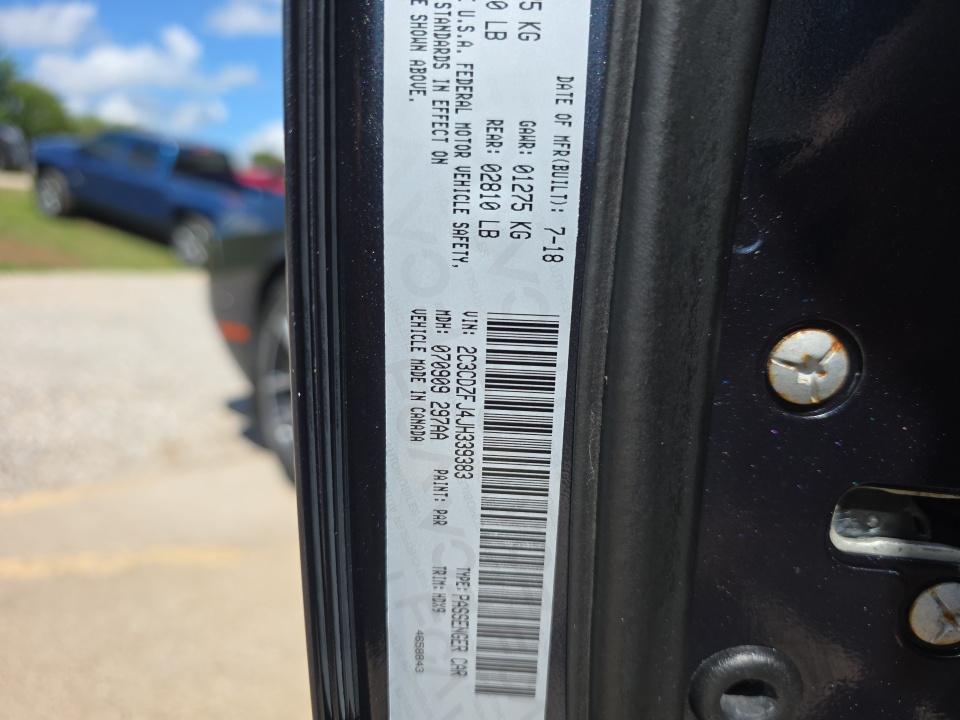 DATE OF MFR(BUILT): 7-18
5 KG GAWR: 01275 KG
0 LB REAR: 02810 LB
U.S.A. FEDERAL MOTOR VEHICLE SAFETY,
STANDARDS IN EFFECT ON
E SHOWN ABOVE.
VIN: 2C3CDZFJ4JH339383 TYPE: PASSENGER CAR
MDH: 070909 297AA PAINT: PAR TRIM: HDX9
VEHICLE MADE IN CANADA 4658843